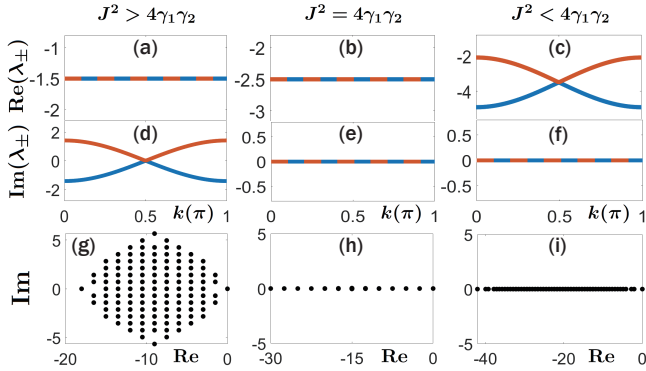 J² > 4γ₁γ₂ J² = 4γ₁γ₂ J² < 4γ₁γ₂
Re(λ±) -1 -1.5 -2 (a)
-2 -2.5 -3 (b)
-2 -4 (c)
Im(λ±) 2 0 -2 (d) 0 0.5 1 k(π)
0.5 0 -0.5 (e) 0 0.5 1 k(π)
0.5 0 -0.5 (f) 0 0.5 1 k(π)
Im 5 0 -5 (g) -20 -10 0 Re
5 0 -5 (h) -30 -15 0 Re
5 0 -5 (i) -40 -20 0 Re